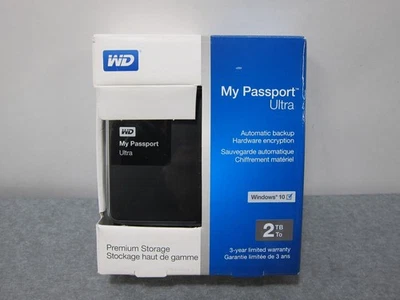 WD
My Passport™
Ultra
WD
My Passport
Ultra
Automatic backup
Hardware encryption
Sauvegarde automatique
Chiffrement matériel
Windows® 10
2 TB
To
3-year limited warranty
Garantie limitée de 3 ans
Premium Storage
Stockage haut de gamme